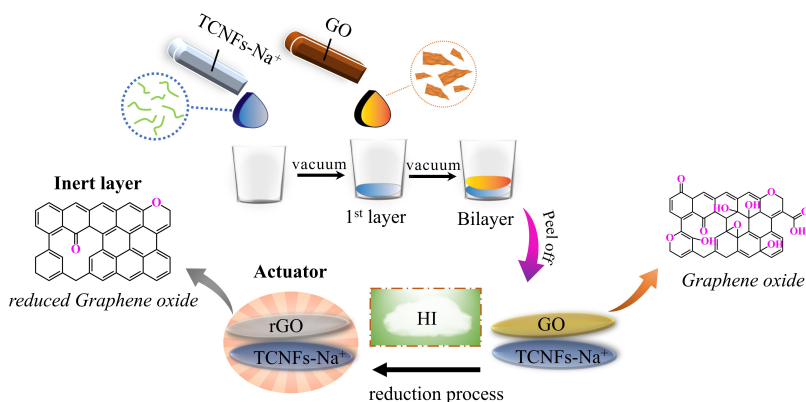 TCNFs-Na⁺
GO
vacuum
vacuum
1st layer
Bilayer
Peel off
Inert layer
O
O
reduced Graphene oxide
Actuator
rGO
TCNFs-Na⁺
HI
reduction process
GO
TCNFs-Na⁺
O
O
HO
OH
O
OH
O
OH
O
O
OH
Graphene oxide